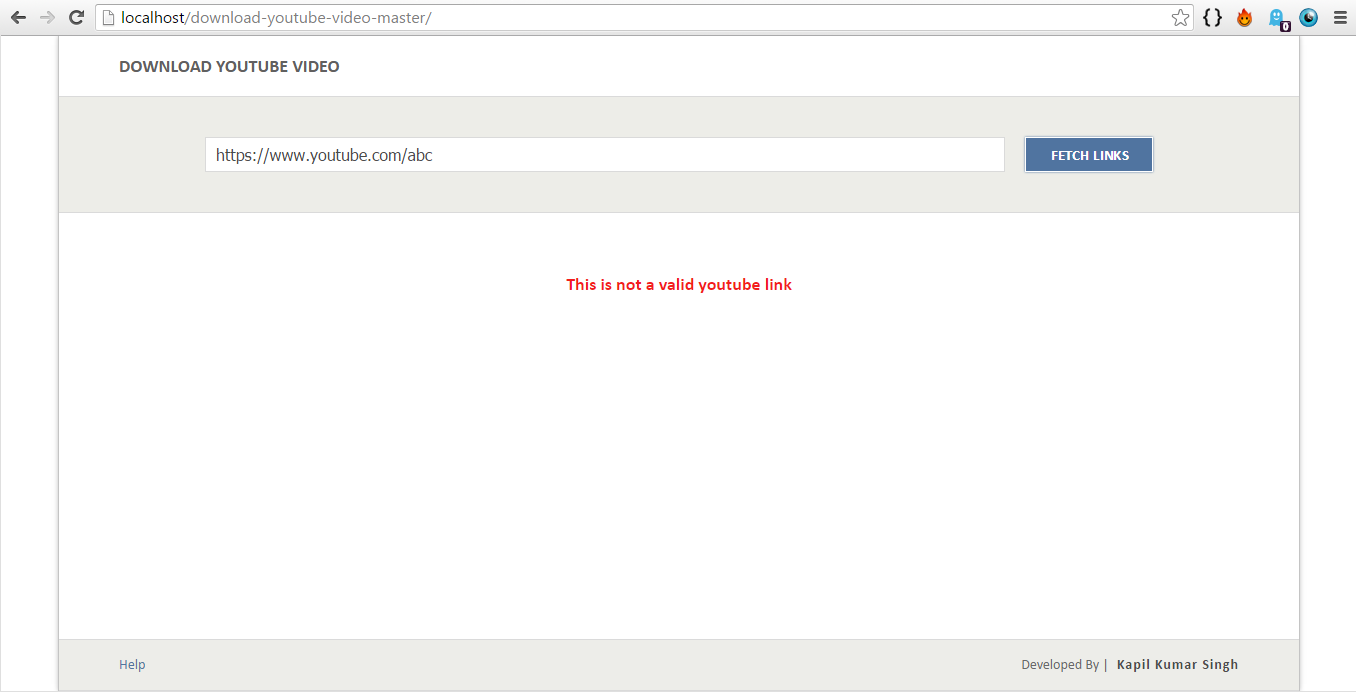 localhost/download-youtube-video-master/
{}
0
DOWNLOAD YOUTUBE VIDEO
https://www.youtube.com/abc FETCH LINKS
This is not a valid youtube link
Help Developed By | Kapil Kumar Singh